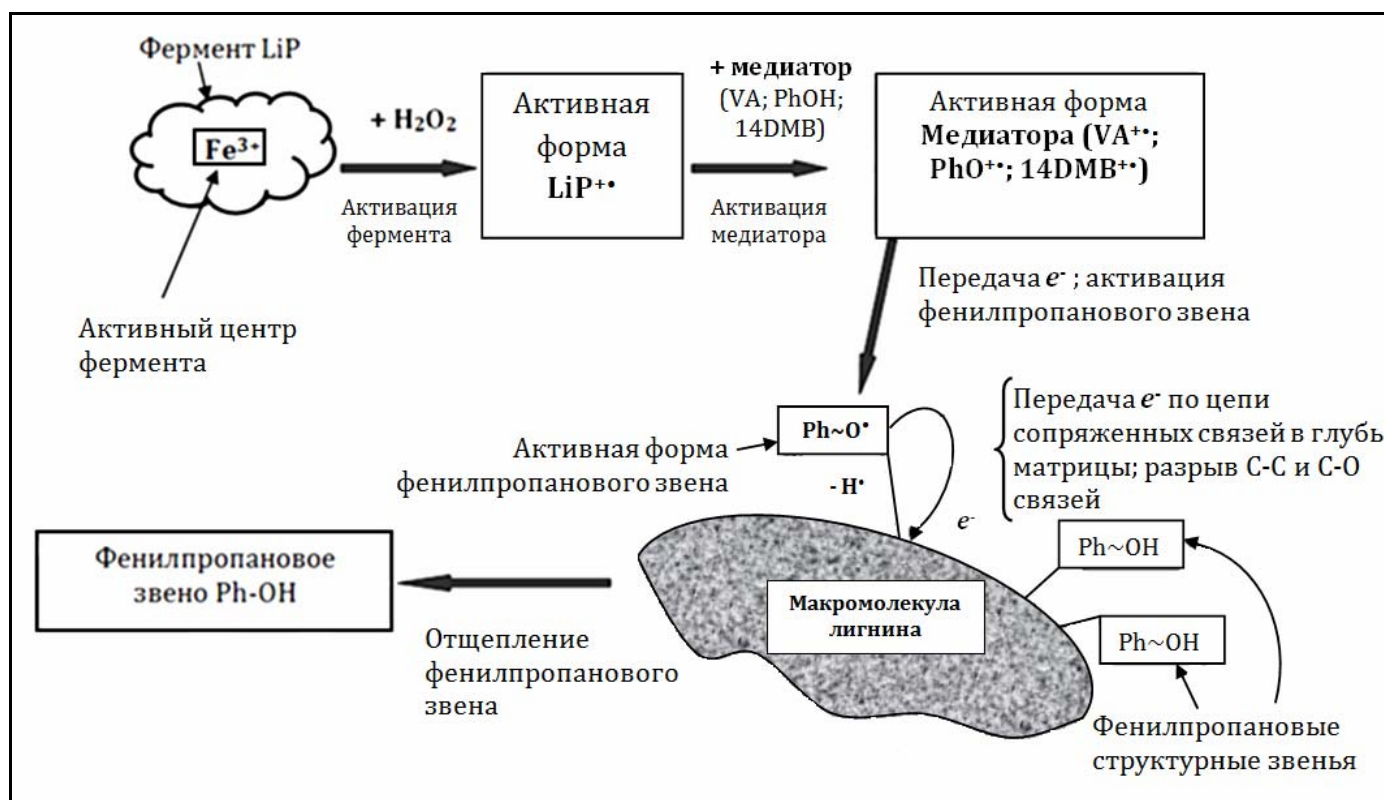 Фермент LiP
Fe³⁺
Активный центр
фермента
+ H₂O₂
Активация
фермента
Активная
форма
LiP⁺•
+ медиатор
(VA; PhOH;
14DMB)
Активация
медиатора
Активная форма
Медиатора (VA⁺•;
PhO⁺•; 14DMB⁺•)
Передача e⁻ ; активация
фенилпропанового звена
Ph~O•
Активная форма
фенилпропанового звена
- H•
e⁻
Передача e⁻ по цепи
сопряженных связей в глубь
матрицы; разрыв С-С и С-О
связей
Ph~OH
Ph~OH
Макромолекула
лигнина
Фенилпропановые
структурные звенья
Отщепление
фенилпропанового
звена
Фенилпропановое
звено Ph-OH